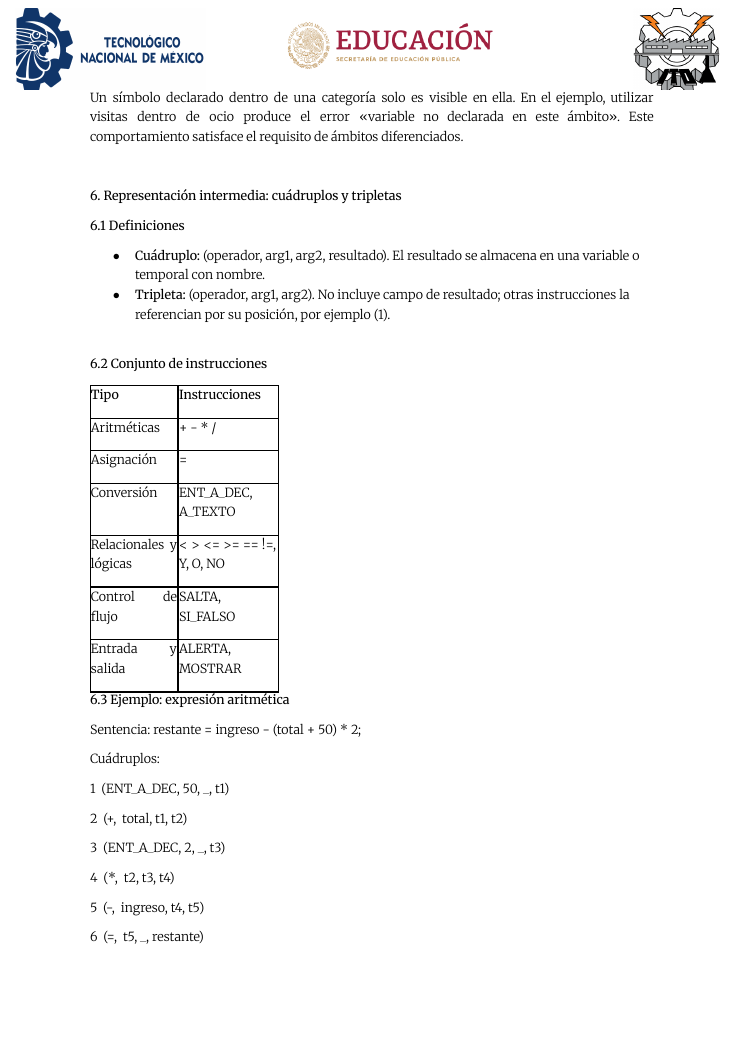 TECNOLÓGICO
NACIONAL DE MÉXICO
EDUCACIÓN
SECRETARÍA DE EDUCACIÓN PÚBLICA
ITO
Un símbolo declarado dentro de una categoría solo es visible en ella. En el ejemplo, utilizar
visitas dentro de ocio produce el error «variable no declarada en este ámbito». Este
comportamiento satisface el requisito de ámbitos diferenciados.
6. Representación intermedia: cuádruplos y tripletas
6.1 Definiciones
● Cuádruplo: (operador, arg1, arg2, resultado). El resultado se almacena en una variable o
temporal con nombre.
● Tripleta: (operador, arg1, arg2). No incluye campo de resultado; otras instrucciones la
referencian por su posición, por ejemplo (1).
6.2 Conjunto de instrucciones
Tipo Instrucciones
Aritméticas + - * /
Asignación =
Conversión ENT_A_DEC,
A_TEXTO
Relacionales y < > <= >= == !=,
lógicas Y, O, NO
Control de SALTA,
flujo SI_FALSO
Entrada y ALERTA,
salida MOSTRAR
6.3 Ejemplo: expresión aritmética
Sentencia: restante = ingreso - (total + 50) * 2;
Cuádruplos:
1 (ENT_A_DEC, 50, _, t1)
2 (+, total, t1, t2)
3 (ENT_A_DEC, 2, _, t3)
4 (*, t2, t3, t4)
5 (-, ingreso, t4, t5)
6 (=, t5, _, restante)